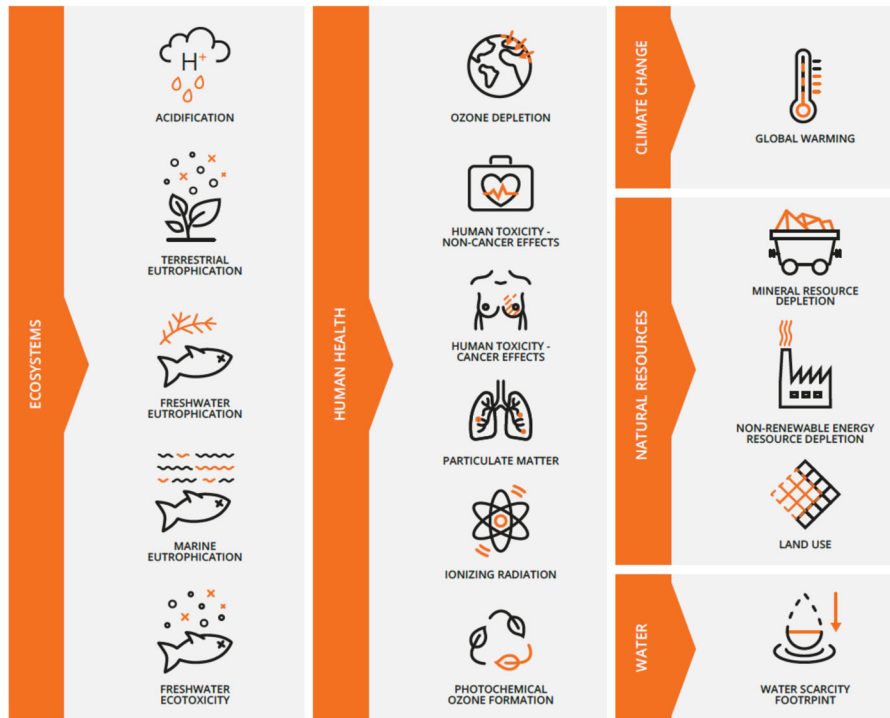 ECOSYSTEMS
H+
ACIDIFICATION
TERRESTRIAL
EUTROPHICATION
FRESHWATER
EUTROPHICATION
MARINE
EUTROPHICATION
FRESHWATER
ECOTOXICITY
HUMAN HEALTH
OZONE DEPLETION
HUMAN TOXICITY -
NON-CANCER EFFECTS
HUMAN TOXICITY -
CANCER EFFECTS
PARTICULATE MATTER
IONIZING RADIATION
PHOTOCHEMICAL
OZONE FORMATION
CLIMATE CHANGE
GLOBAL WARMING
NATURAL RESOURCES
MINERAL RESOURCE
DEPLETION
NON-RENEWABLE ENERGY
RESOURCE DEPLETION
LAND USE
WATER
WATER SCARCITY
FOOTRPINT